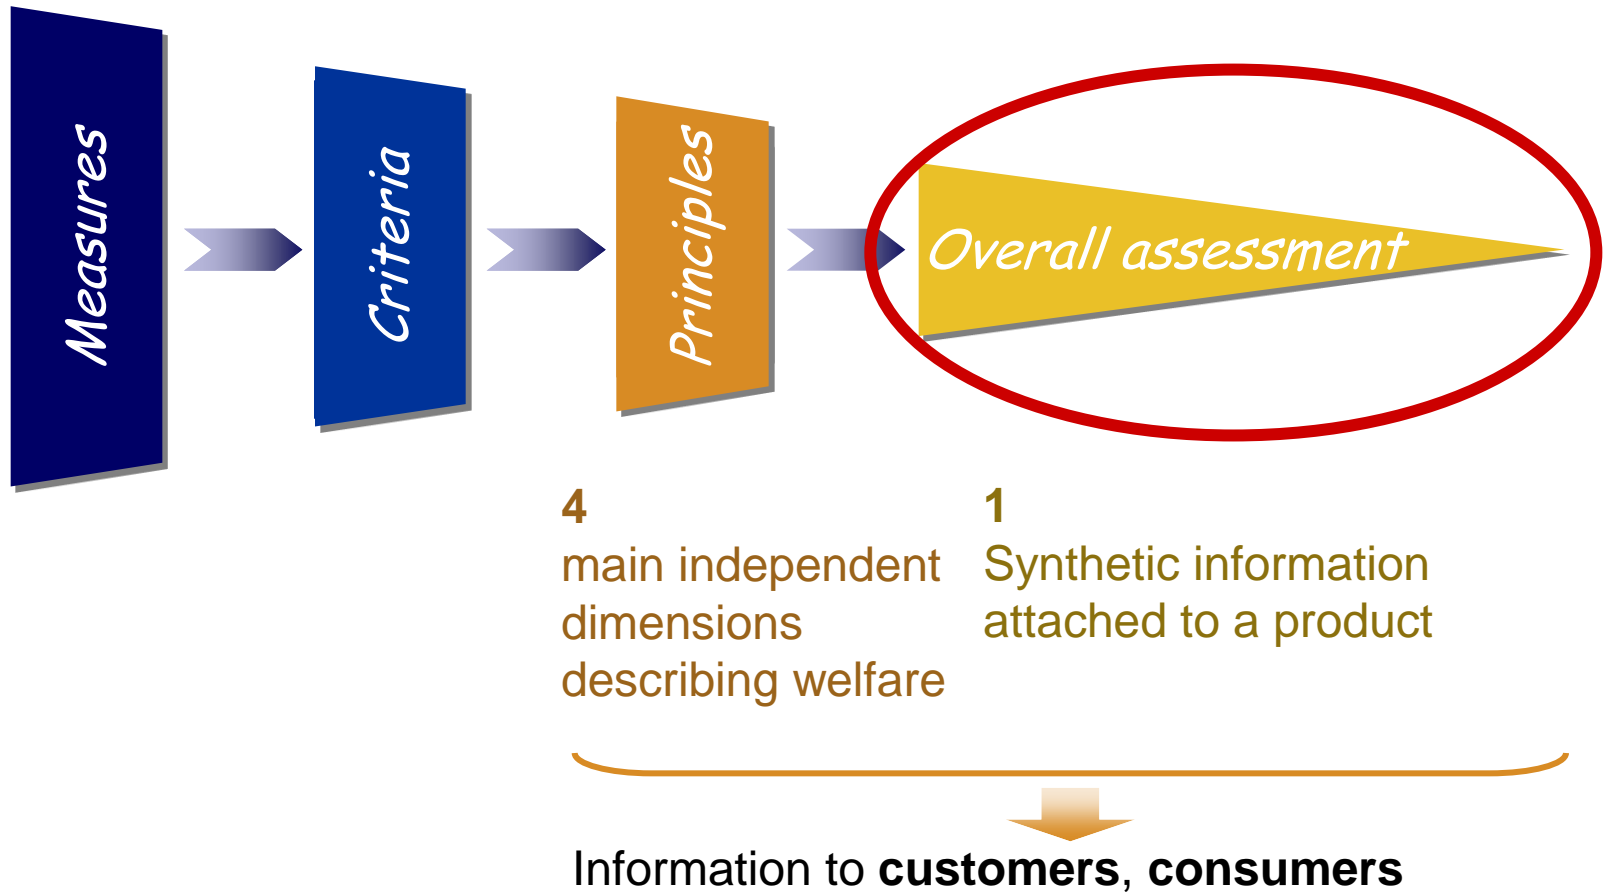 Measures
Criteria
Principles
Overall assessment
4
main independent
dimensions
describing welfare
1
Synthetic information
attached to a product
Information to customers, consumers